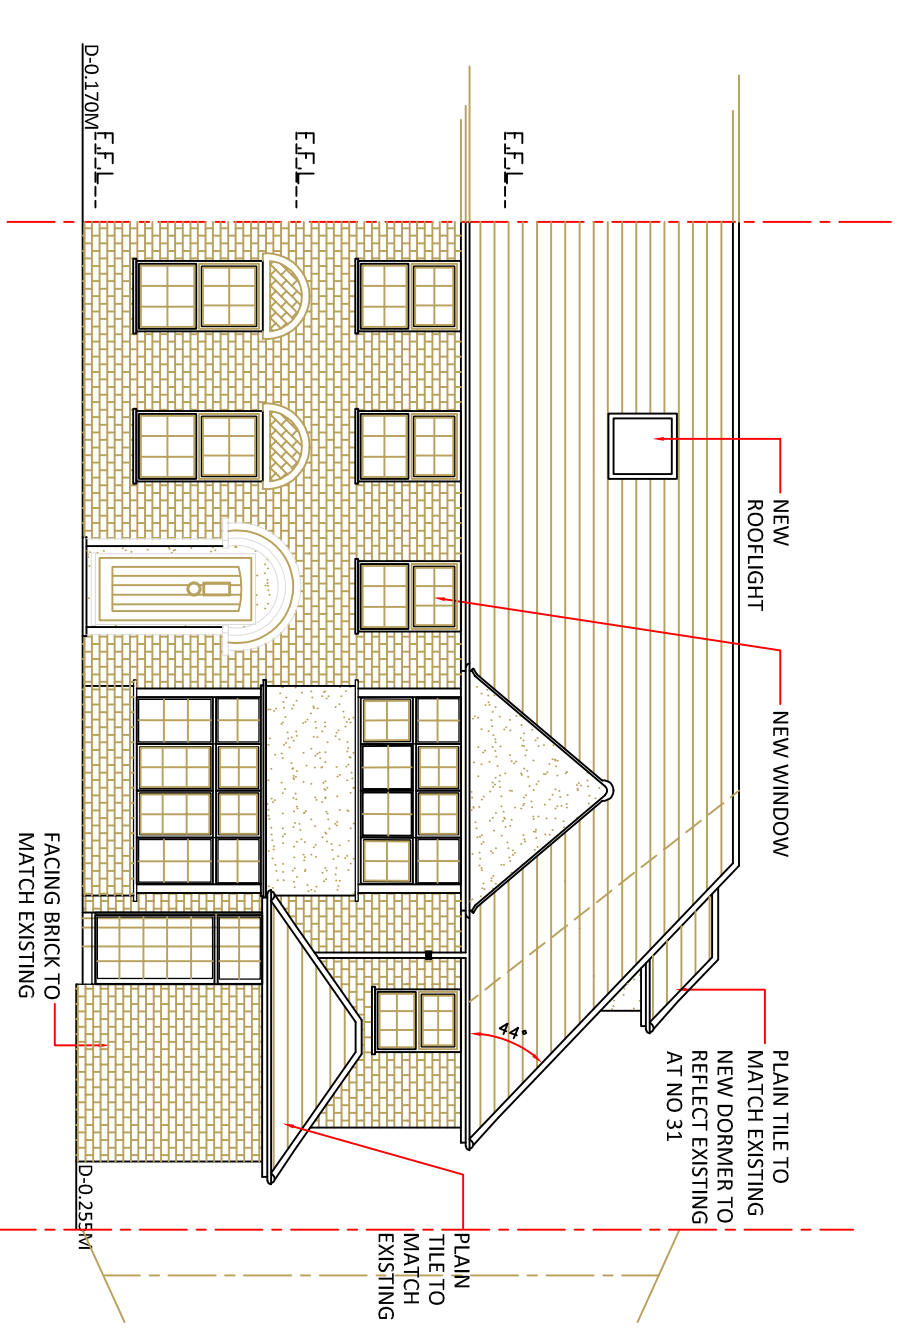 NEW
ROOFLIGHT
NEW WINDOW
PLAIN TILE TO
MATCH EXISTING
NEW DORMER TO
REFLECT EXISTING
AT NO 31
F.F.L
F.F.L
F.F.L
44°
D-0.170M
D-0.255M
PLAIN
TILE TO
MATCH
EXISTING
FACING BRICK TO
MATCH EXISTING